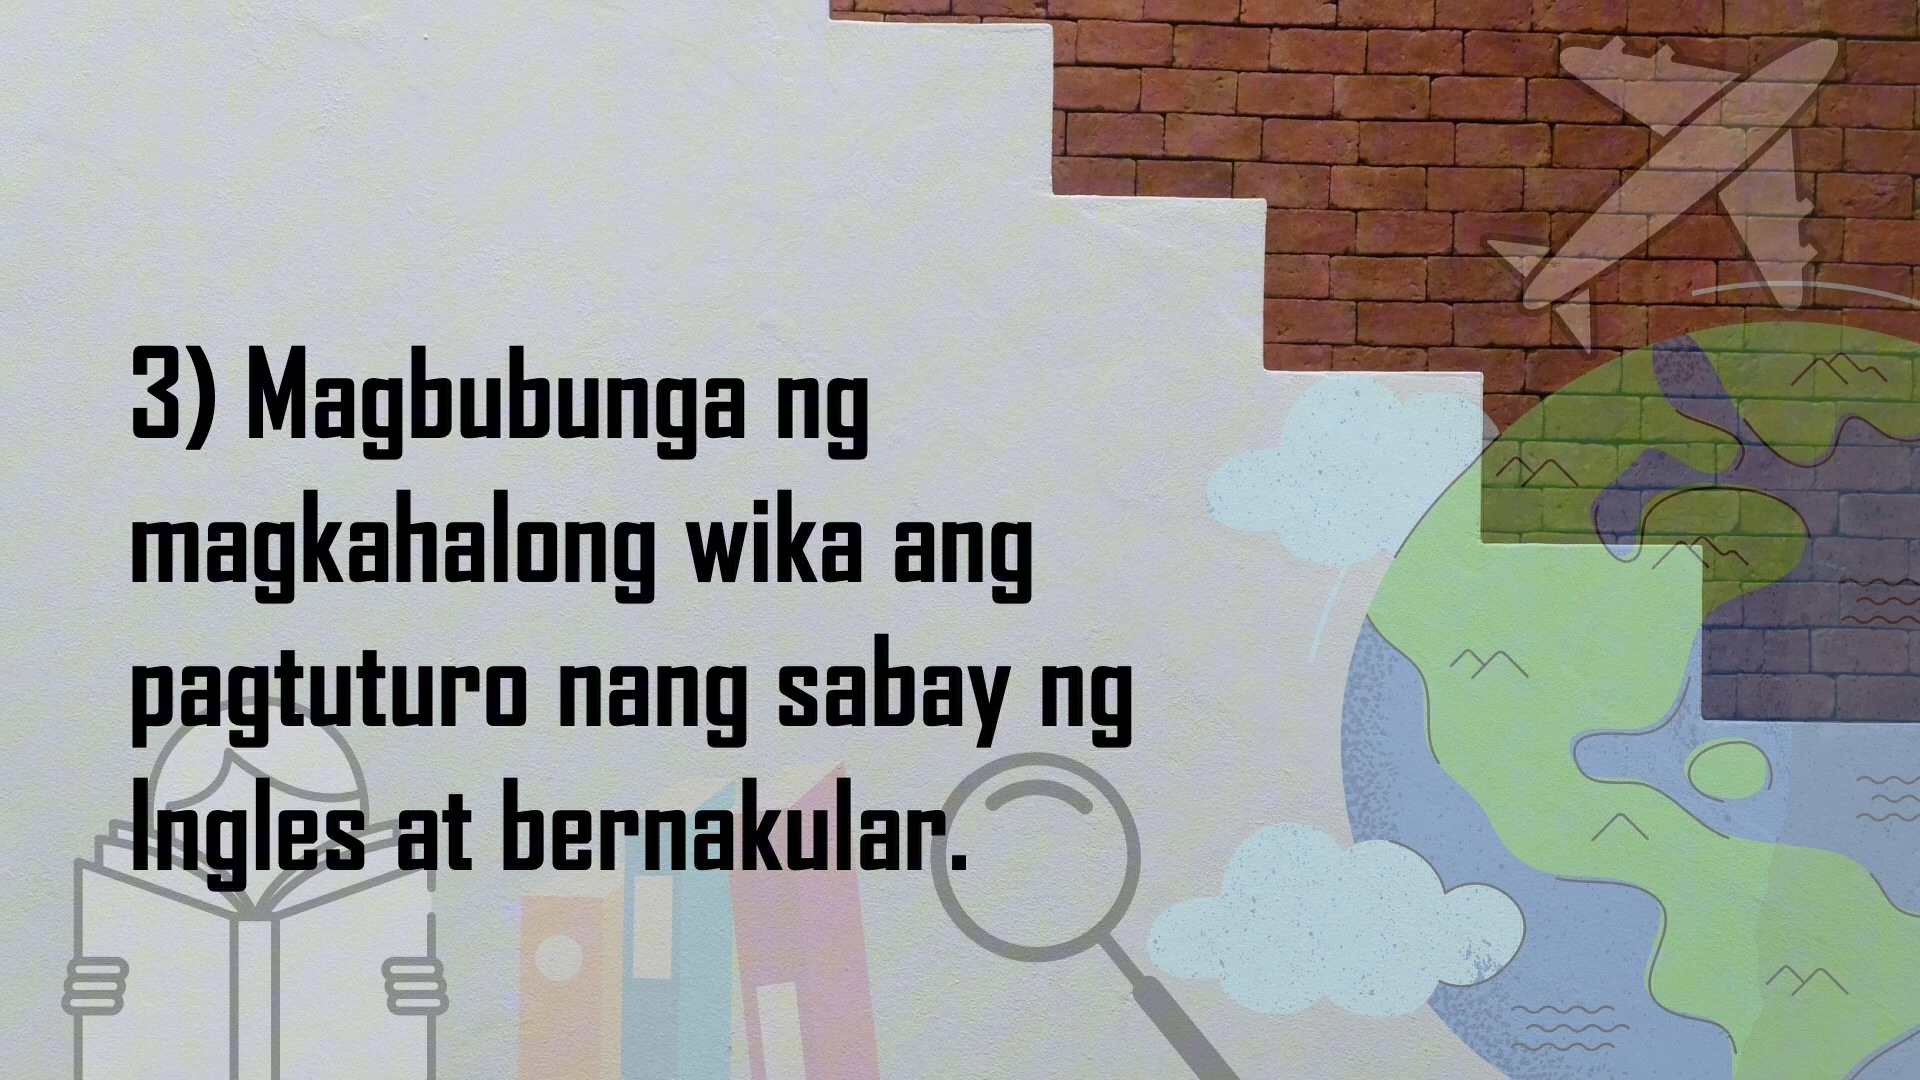 3) Magbubunga ng
magkahalong wika ang
pagtuturo nang sabay ng
Ingles at bernakular.